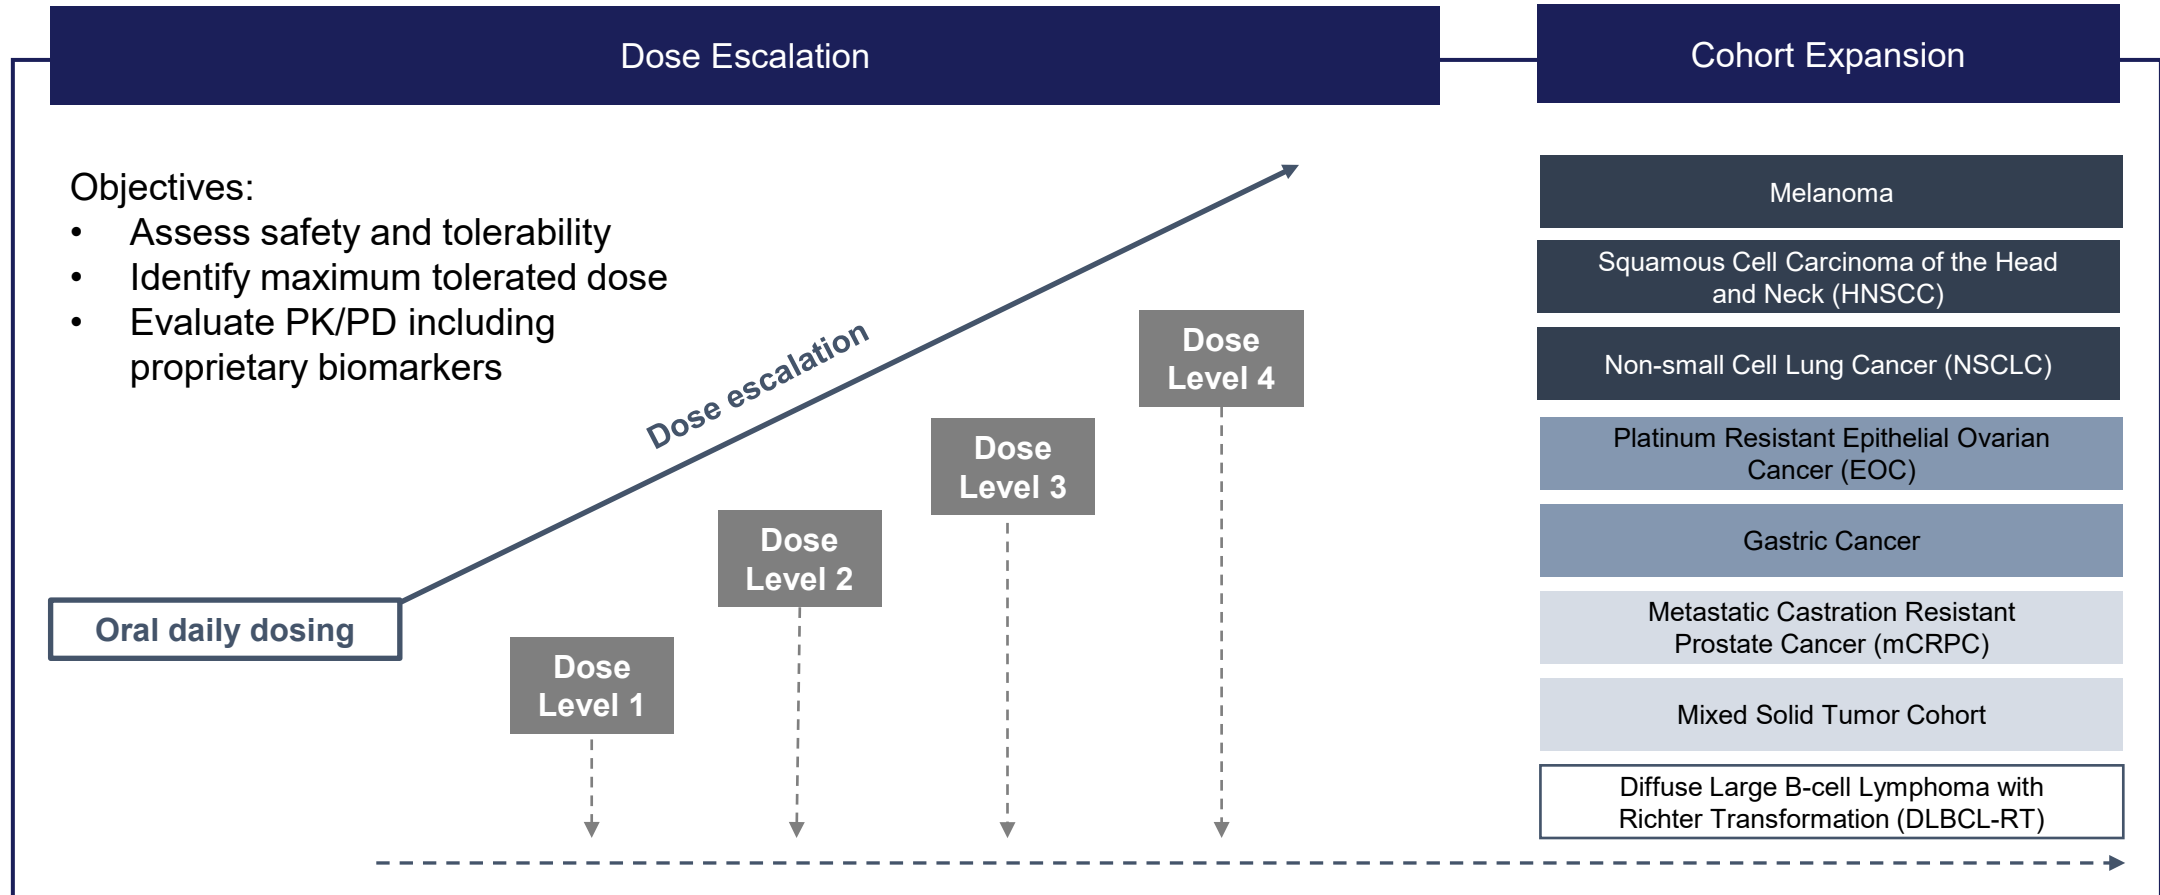 Dose Escalation
Cohort Expansion
Objectives:
• Assess safety and tolerability
• Identify maximum tolerated dose
• Evaluate PK/PD including
proprietary biomarkers
Dose escalation
Oral daily dosing
Dose
Level 1
Dose
Level 2
Dose
Level 3
Dose
Level 4
Melanoma
Squamous Cell Carcinoma of the Head
and Neck (HNSCC)
Non-small Cell Lung Cancer (NSCLC)
Platinum Resistant Epithelial Ovarian
Cancer (EOC)
Gastric Cancer
Metastatic Castration Resistant
Prostate Cancer (mCRPC)
Mixed Solid Tumor Cohort
Diffuse Large B-cell Lymphoma with
Richter Transformation (DLBCL-RT)